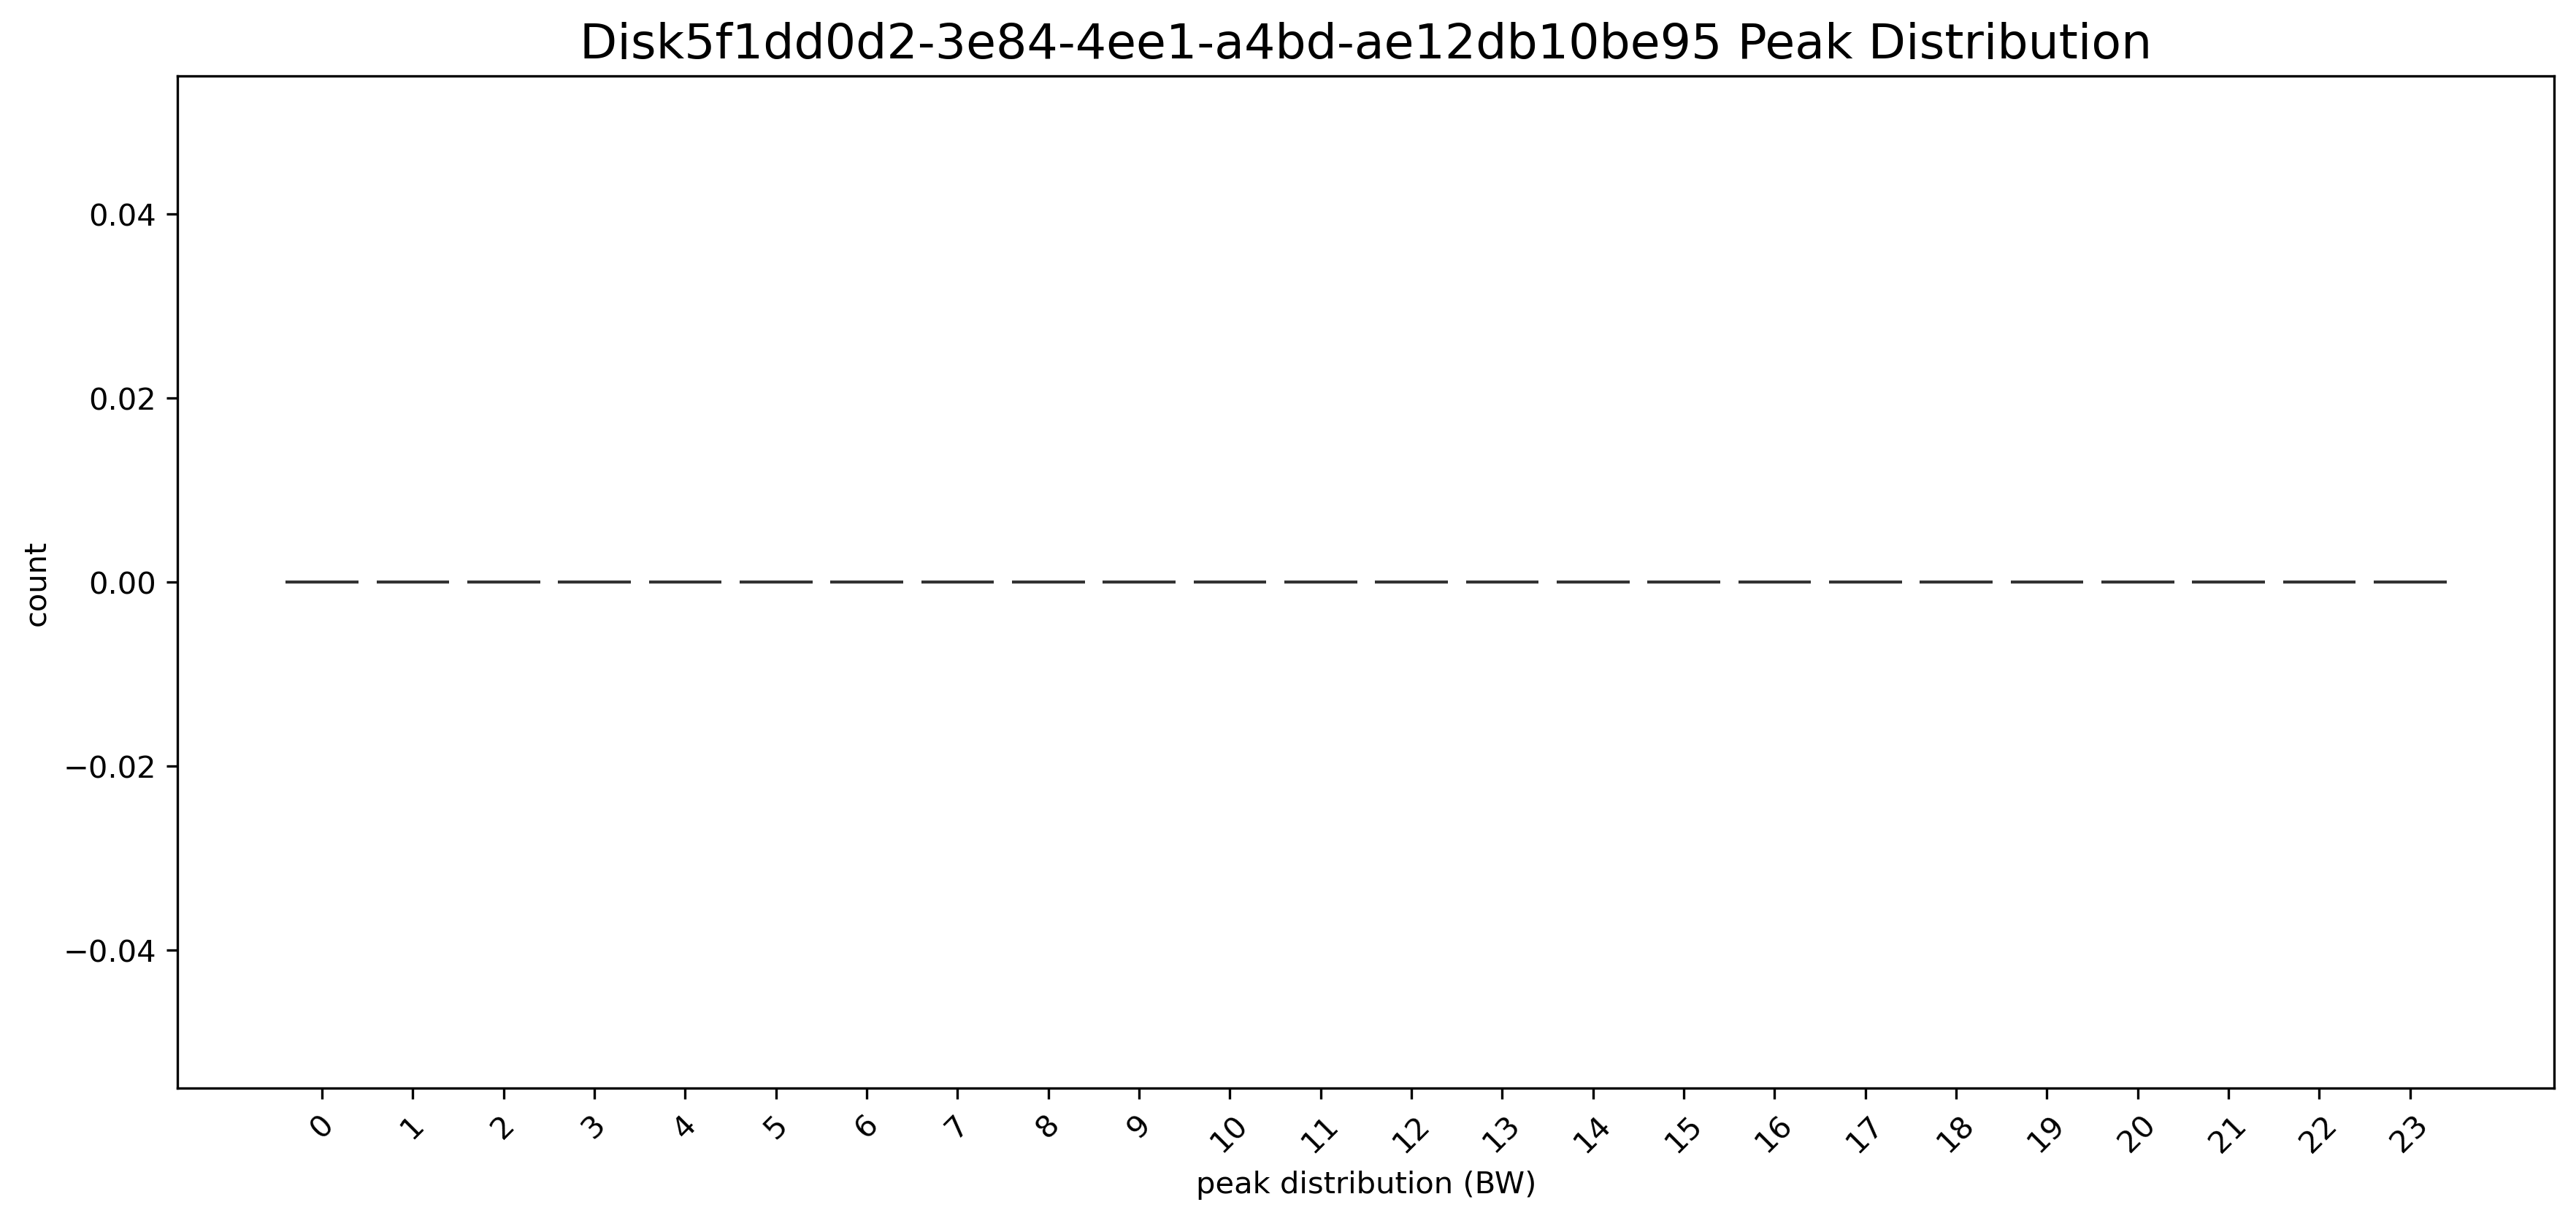 Disk5f1dd0d2-3e84-4ee1-a4bd-ae12db10be95 Peak Distribution
count
0.04
0.02
0.00
−0.02
−0.04
0 1 2 3 4 5 6 7 8 9 10 11 12 13 14 15 16 17 18 19 20 21 22 23
peak distribution (BW)